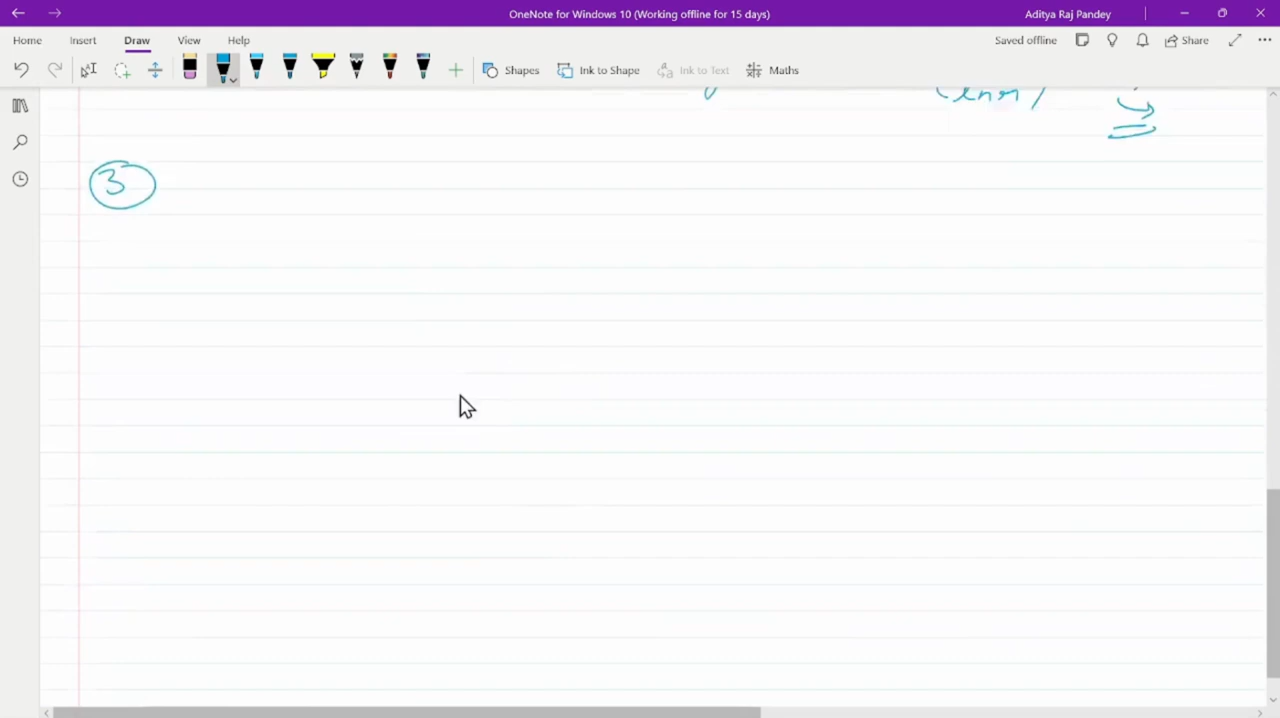 OneNote for Windows 10 (Working offline for 15 days)
Aditya Raj Pandey
Home Insert Draw View Help
Saved offline
Share
Shapes
Ink to Shape
Ink to Text
Maths
3